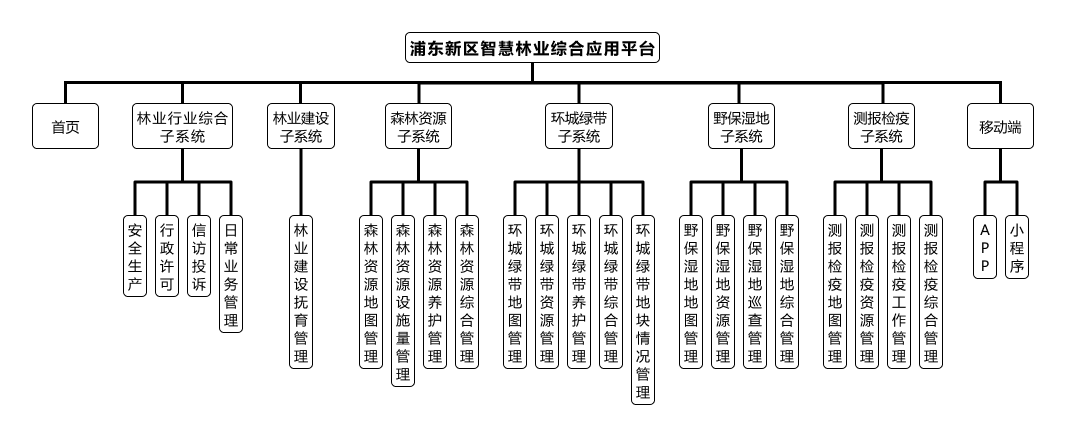 浦东新区智慧林业综合应用平台
首页
林业行业综合
子系统
林业建设
子系统
森林资源
子系统
环城绿带
子系统
野保湿地
子系统
测报检疫
子系统
移动端
安全生产
行政许可
信访投诉
日常业务管理
林业建设抚育管理
森林资源地图管理
森林资源设施量管理
森林资源养护管理
森林资源综合管理
环城绿带地图管理
环城绿带资源管理
环城绿带养护管理
环城绿带综合管理
环城绿带地块情况管理
野保湿地地图管理
野保湿地资源管理
野保湿地巡查管理
野保湿地综合管理
测报检疫地图管理
测报检疫资源管理
测报检疫工作管理
测报检疫综合管理
APP
小程序